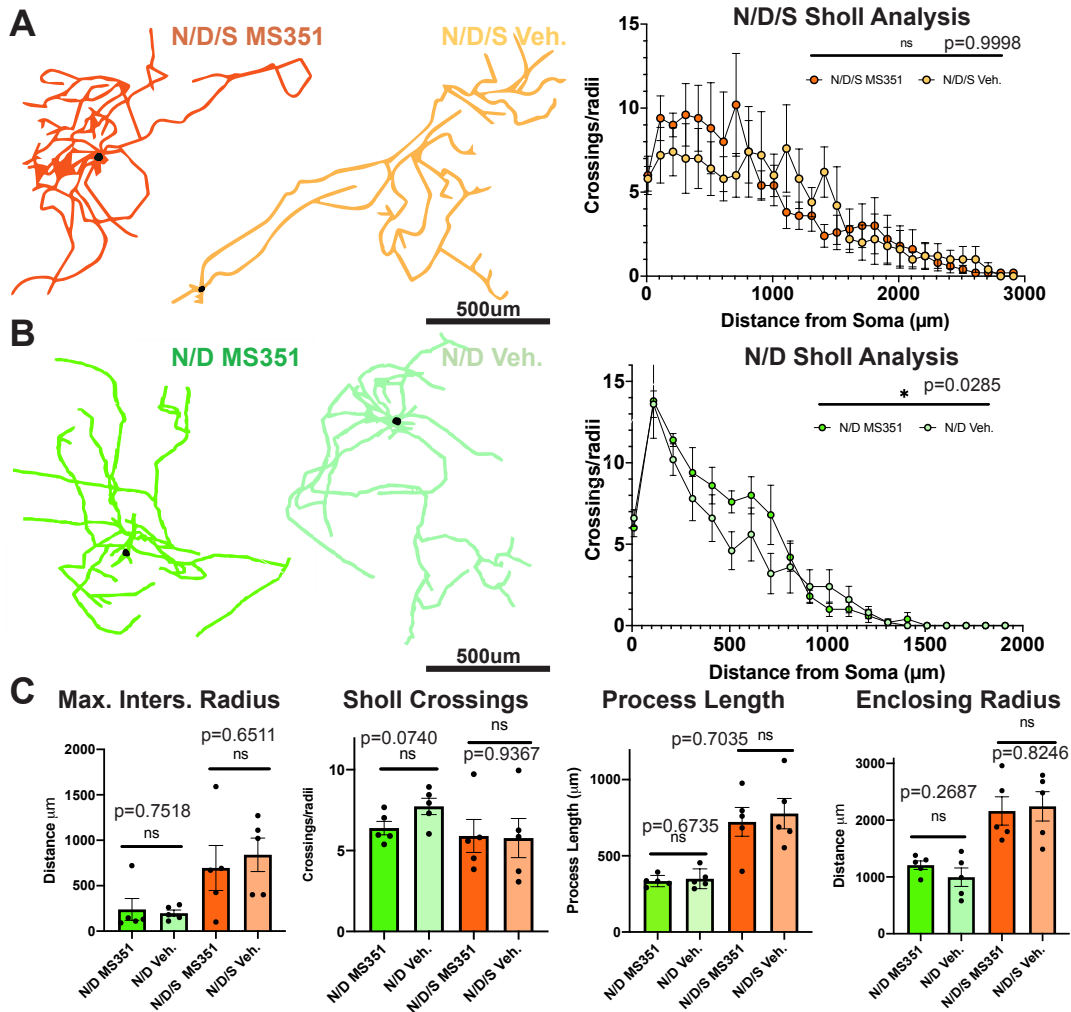 A
N/D/S MS351
N/D/S Veh.
500um
N/D/S Sholl Analysis
ns
p=0.9998
N/D/S MS351
N/D/S Veh.
Crossings/radii
15
10
5
0
0
1000
2000
3000
Distance from Soma (µm)
B
N/D MS351
N/D Veh.
500um
N/D Sholl Analysis
*
p=0.0285
N/D MS351
N/D Veh.
Crossings/radii
15
10
5
0
0
500
1000
1500
2000
Distance from Soma (µm)
C
Max. Inters. Radius
p=0.6511
ns
p=0.7518
ns
Distance µm
2000
1500
1000
500
0
N/D MS351
N/D Veh.
N/D/S MS351
N/D/S Veh.
Sholl Crossings
p=0.0740
ns
ns
p=0.9367
Crossings/radii
10
5
0
N/D MS351
N/D Veh.
N/D/S MS351
N/D/S Veh.
Process Length
p=0.7035
ns
p=0.6735
ns
Process Length (µm)
1000
500
0
N/D MS351
N/D Veh.
N/D/S MS351
N/D/S Veh.
Enclosing Radius
ns
p=0.8246
p=0.2687
ns
Distance µm
3000
2000
1000
0
N/D MS351
N/D Veh.
N/D/S MS351
N/D/S Veh.